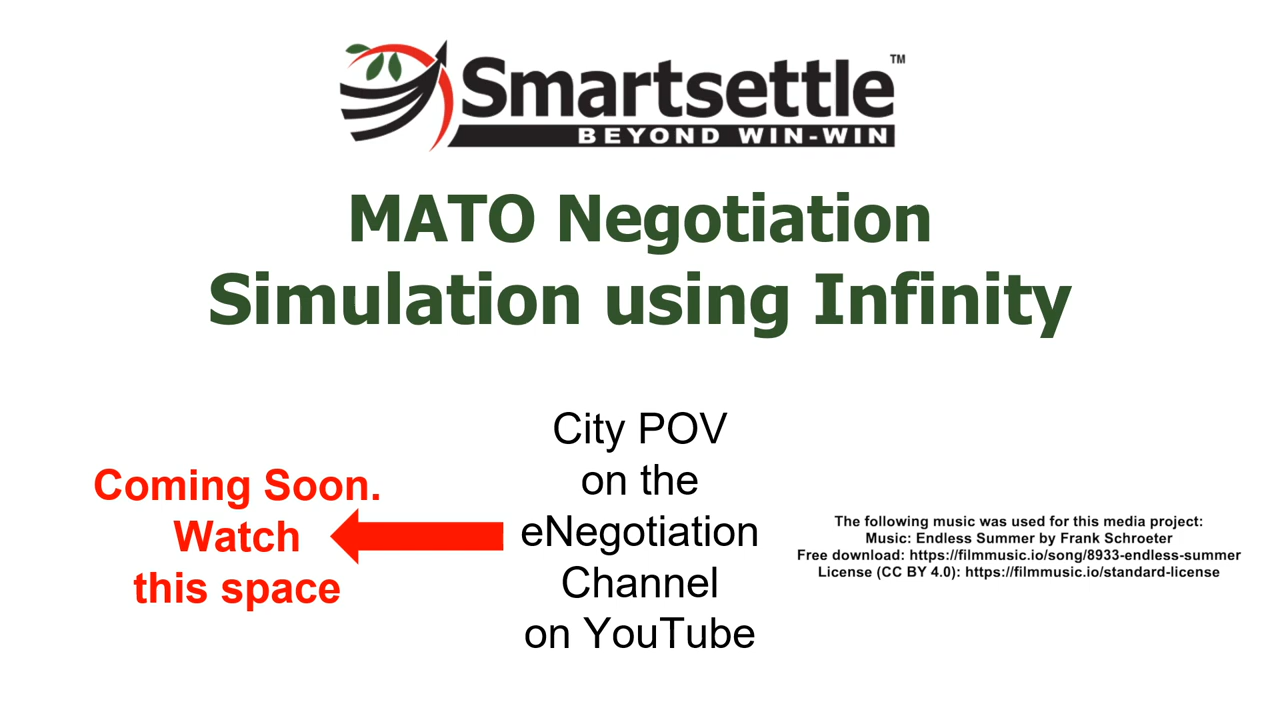 Smartsettle™
BEYOND WIN-WIN
MATO Negotiation
Simulation using Infinity
City POV
on the
eNegotiation
Channel
on YouTube
Coming Soon.
Watch
this space
The following music was used for this media project:
Music: Endless Summer by Frank Schroeter
Free download: https://filmmusic.io/song/8933-endless-summer
License (CC BY 4.0): https://filmmusic.io/standard-license